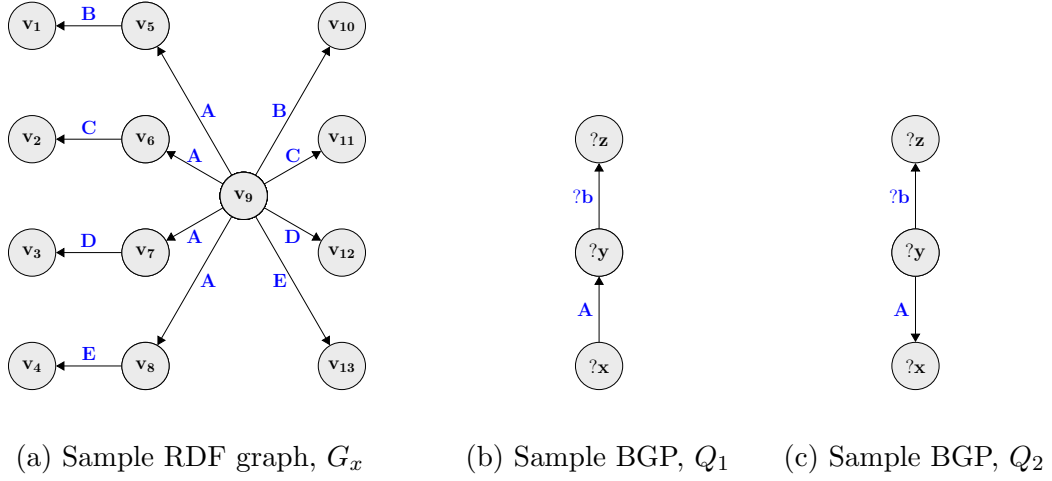 v1 B v5 v10
A B
?z ?z
v2 C v6 A C v11
?b ?b
v9
?y ?y
v3 D v7 A D v12
A E
A A
v4 E v8 v13
?x ?x
(a) Sample RDF graph, Gx (b) Sample BGP, Q1 (c) Sample BGP, Q2